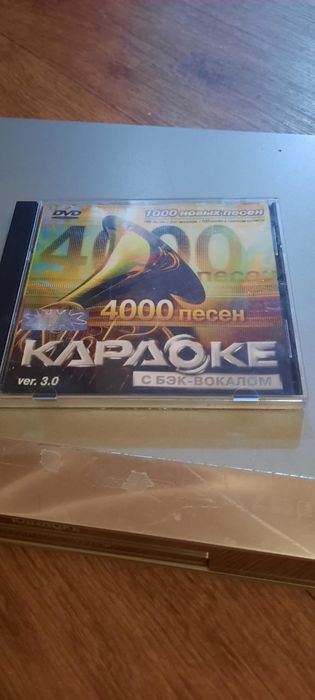 DVD
1000 новых песен
4000
песен
4000 песен
КАРАОКЕ
С БЭК-ВОКАЛОМ
ver. 3.0